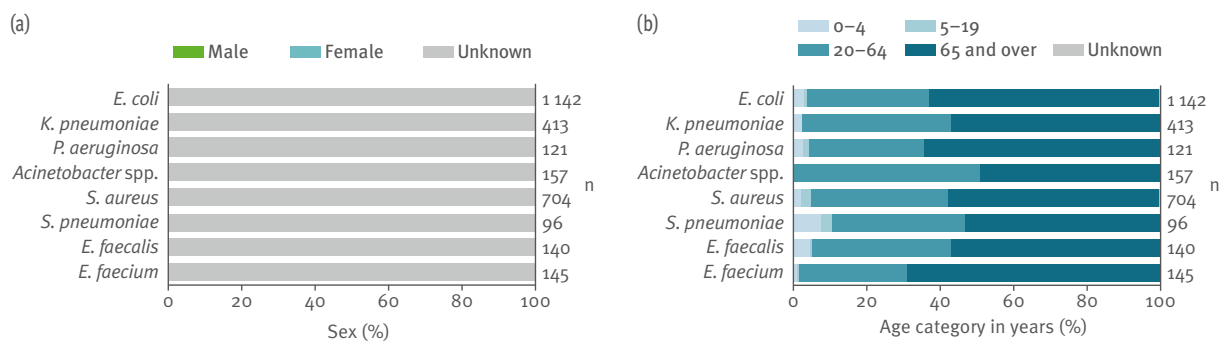 (a)
Male Female Unknown
E. coli 1 142
K. pneumoniae 413
P. aeruginosa 121
Acinetobacter spp. 157
n
S. aureus 704
S. pneumoniae 96
E. faecalis 140
E. faecium 145
0 20 40 60 80 100
Sex (%)
(b)
0–4 5–19
20–64 65 and over Unknown
E. coli 1 142
K. pneumoniae 413
P. aeruginosa 121
Acinetobacter spp. 157
n
S. aureus 704
S. pneumoniae 96
E. faecalis 140
E. faecium 145
0 20 40 60 80 100
Age category in years (%)